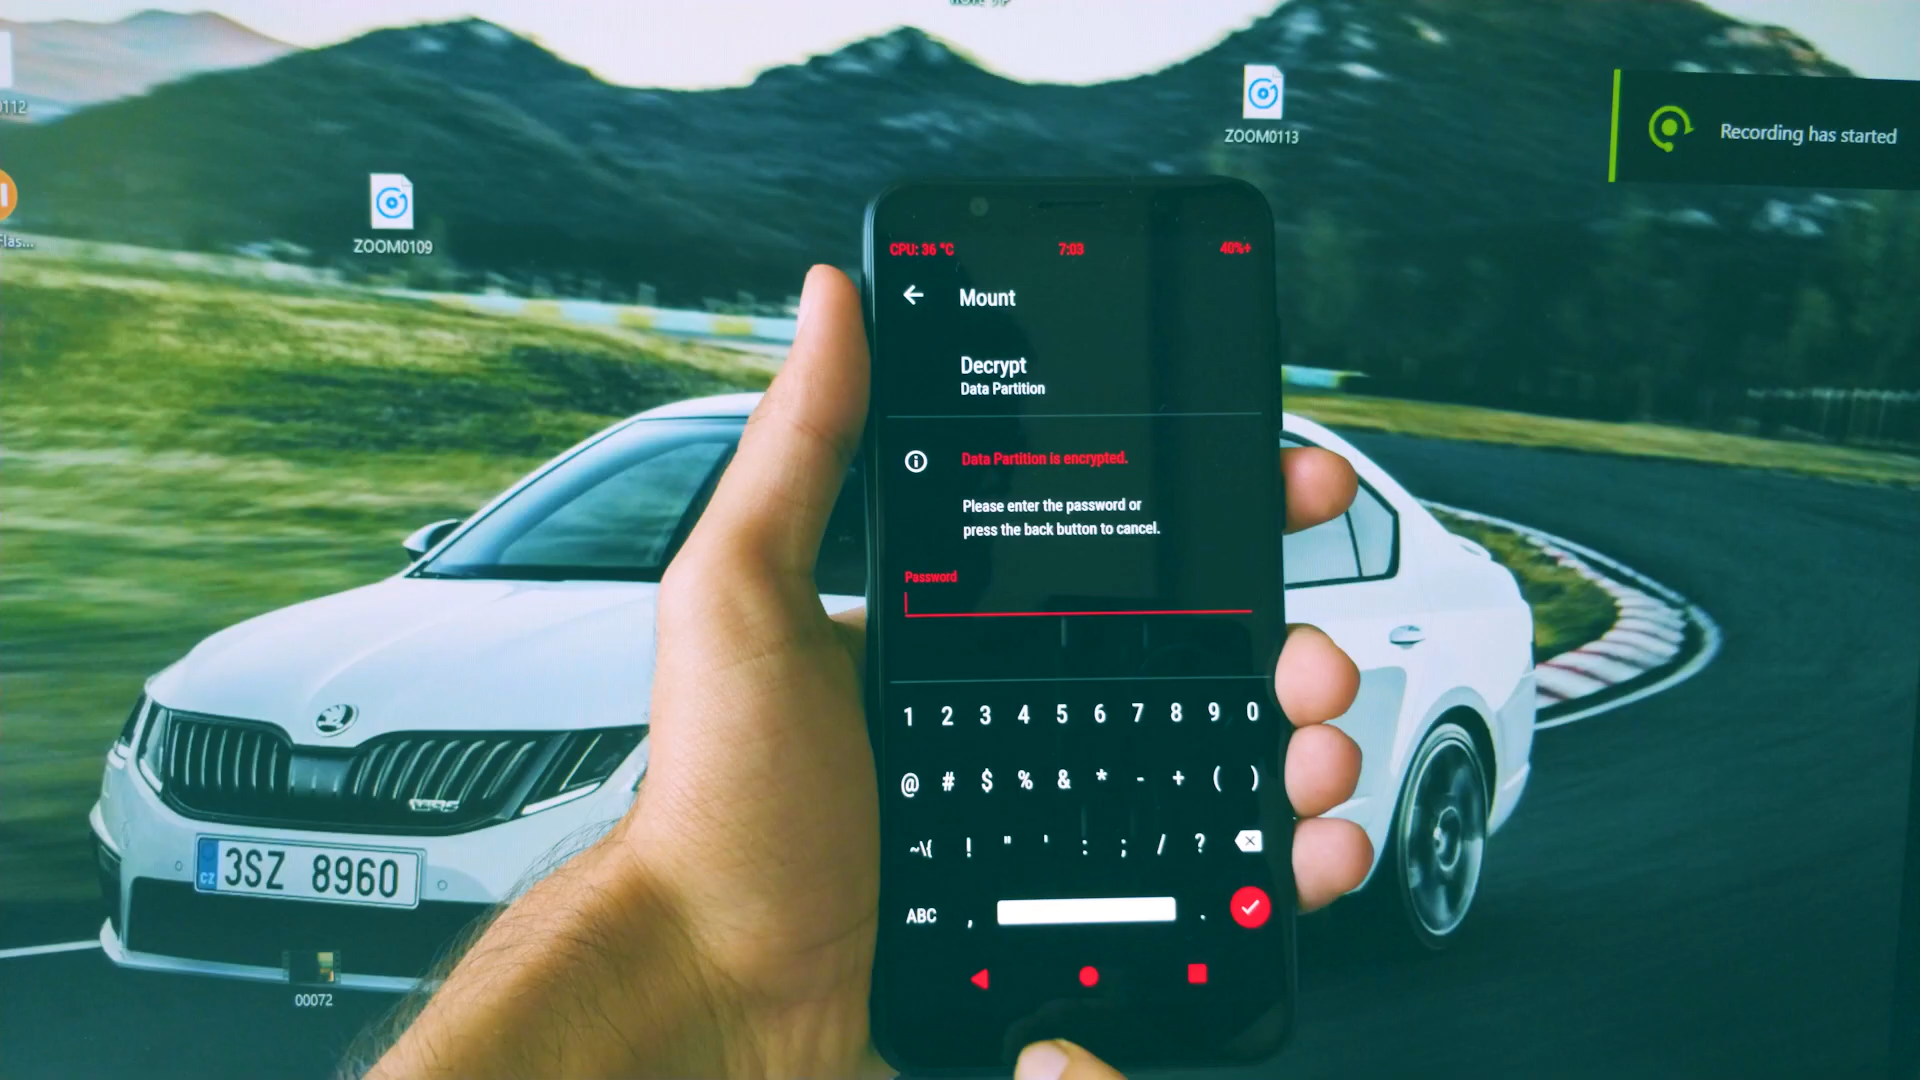 0112
ZOOM0109
ZOOM0113
Recording has started
CPU: 36 °C 7:03 40%+
Mount
Decrypt
Data Partition
Data Partition is encrypted.
Please enter the password or
press the back button to cancel.
Password
1 2 3 4 5 6 7 8 9 0
@ # $ % & * - + ( )
~\{ ! " ' : ; / ?
ABC , .
CZ 3SZ 8960
00072